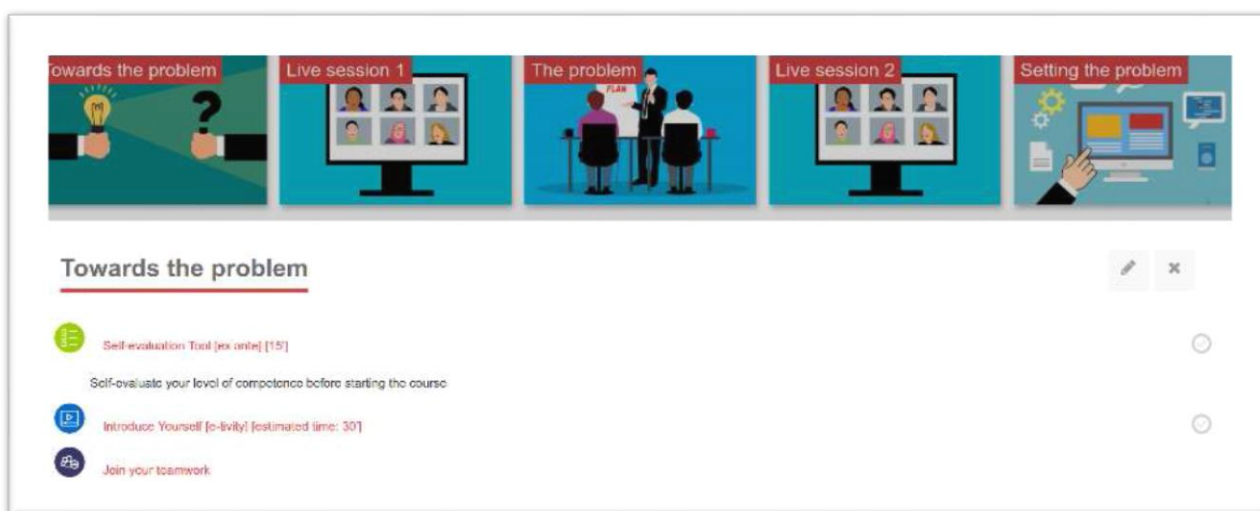 Towards the problem
Live session 1
The problem
Live session 2
Setting the problem
PLAN
Towards the problem
Self-evaluation Tool [ex ante] [15']
Self-evaluate your level of competence before starting the course
Introduce Yourself [e-tivity] [estimated time: 30']
Join your teamwork